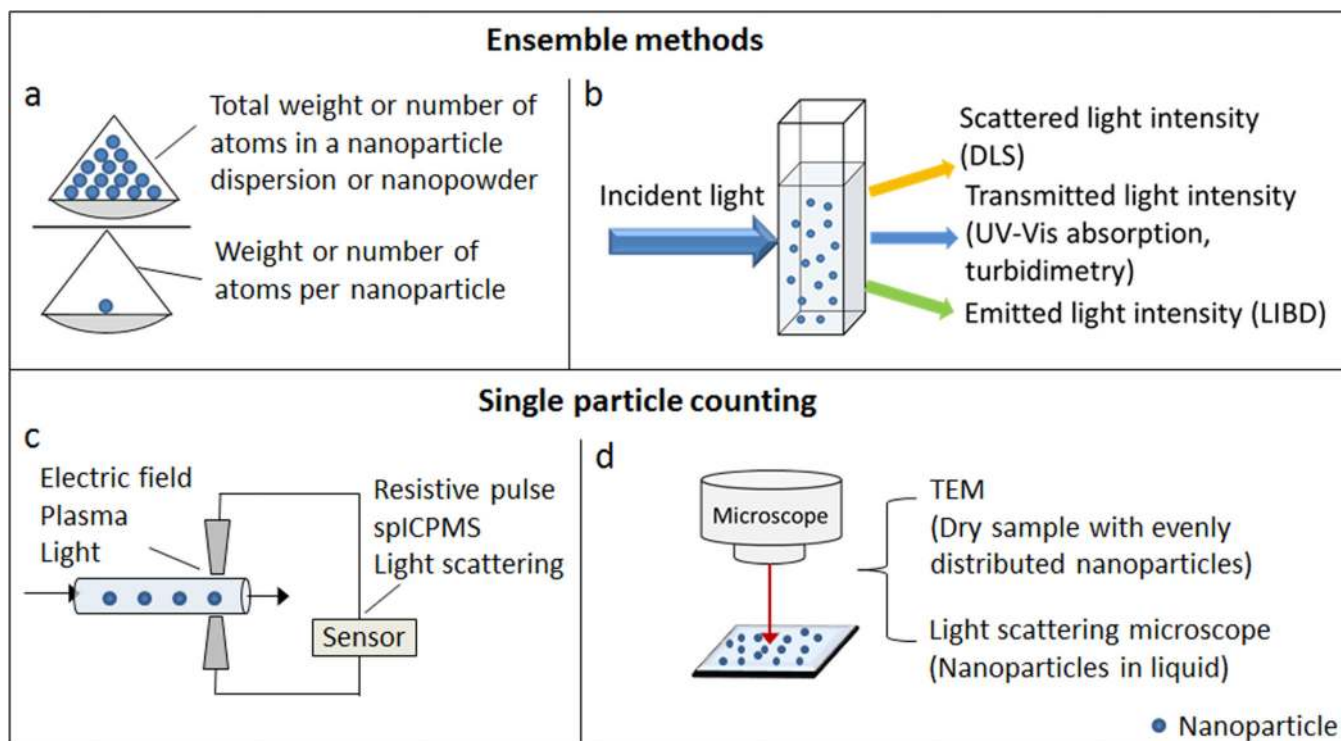 Ensemble methods
a
Total weight or number of
atoms in a nanoparticle
dispersion or nanopowder
Weight or number of
atoms per nanoparticle
b
Incident light
Scattered light intensity
(DLS)
Transmitted light intensity
(UV-Vis absorption,
turbidimetry)
Emitted light intensity (LIBD)
Single particle counting
c
Electric field
Plasma
Light
Resistive pulse
spICPMS
Light scattering
Sensor
d
Microscope
TEM
(Dry sample with evenly
distributed nanoparticles)
Light scattering microscope
(Nanoparticles in liquid)
Nanoparticle